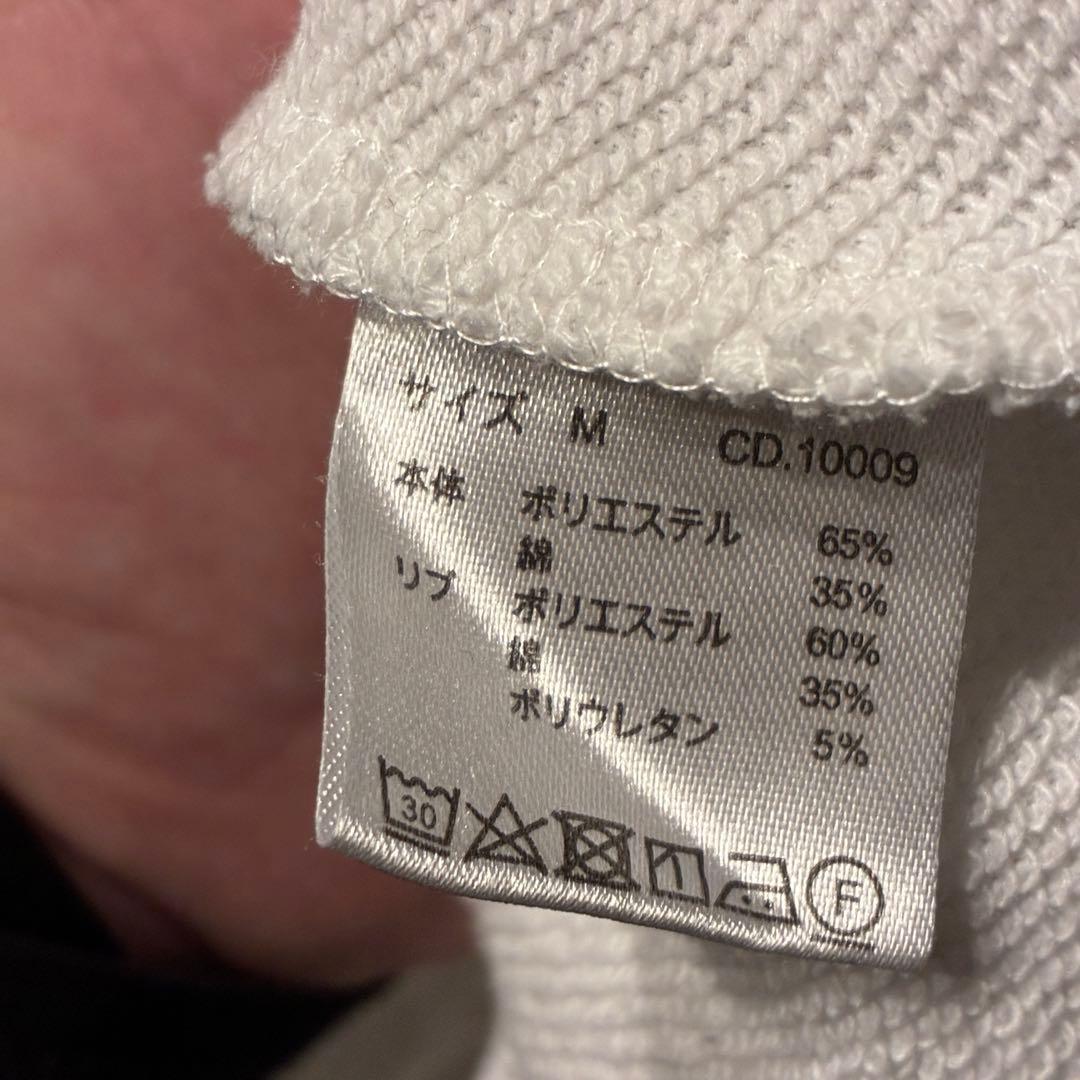 サイズ M CD.10009
本体 ポリエステル 65%
綿 35%
リブ ポリエステル 60%
綿 35%
ポリウレタン 5%
30 F